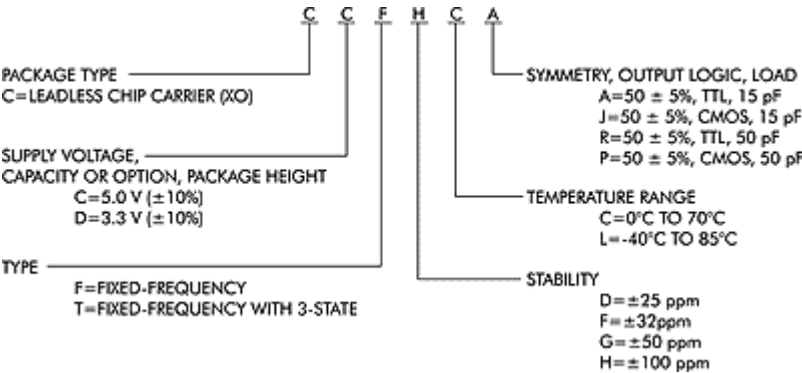 C C F H C A
PACKAGE TYPE
C=LEADLESS CHIP CARRIER (XO)
SUPPLY VOLTAGE,
CAPACITY OR OPTION, PACKAGE HEIGHT
C=5.0 V (±10%)
D=3.3 V (±10%)
TYPE
F=FIXED-FREQUENCY
T=FIXED-FREQUENCY WITH 3-STATE
SYMMETRY, OUTPUT LOGIC, LOAD
A=50 ± 5%, TTL, 15 pF
J=50 ± 5%, CMOS, 15 pF
R=50 ± 5%, TTL, 50 pF
P=50 ± 5%, CMOS, 50 pF
TEMPERATURE RANGE
C=0°C TO 70°C
L=-40°C TO 85°C
STABILITY
D=±25 ppm
F=±32ppm
G=±50 ppm
H=±100 ppm